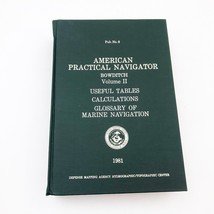 Pub. No. 9
AMERICAN
PRACTICAL NAVIGATOR
BOWDITCH
Volume II
USEFUL TABLES
CALCULATIONS
GLOSSARY OF
MARINE NAVIGATION
1981
DEFENSE MAPPING AGENCY HYDROGRAPHIC/TOPOGRAPHIC CENTER